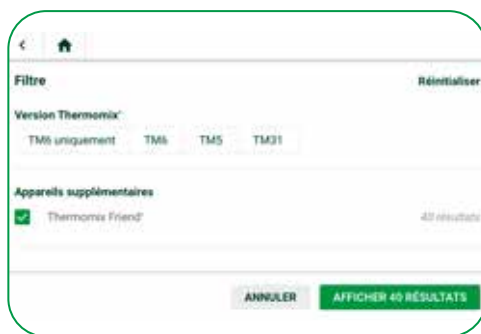 Filtre Réinitialiser
Version Thermomix®
TM6 uniquement TM6 TM5 TM31
Appareils supplémentaires
Thermomix Friend® 40 résultats
ANNULER AFFICHER 40 RÉSULTATS